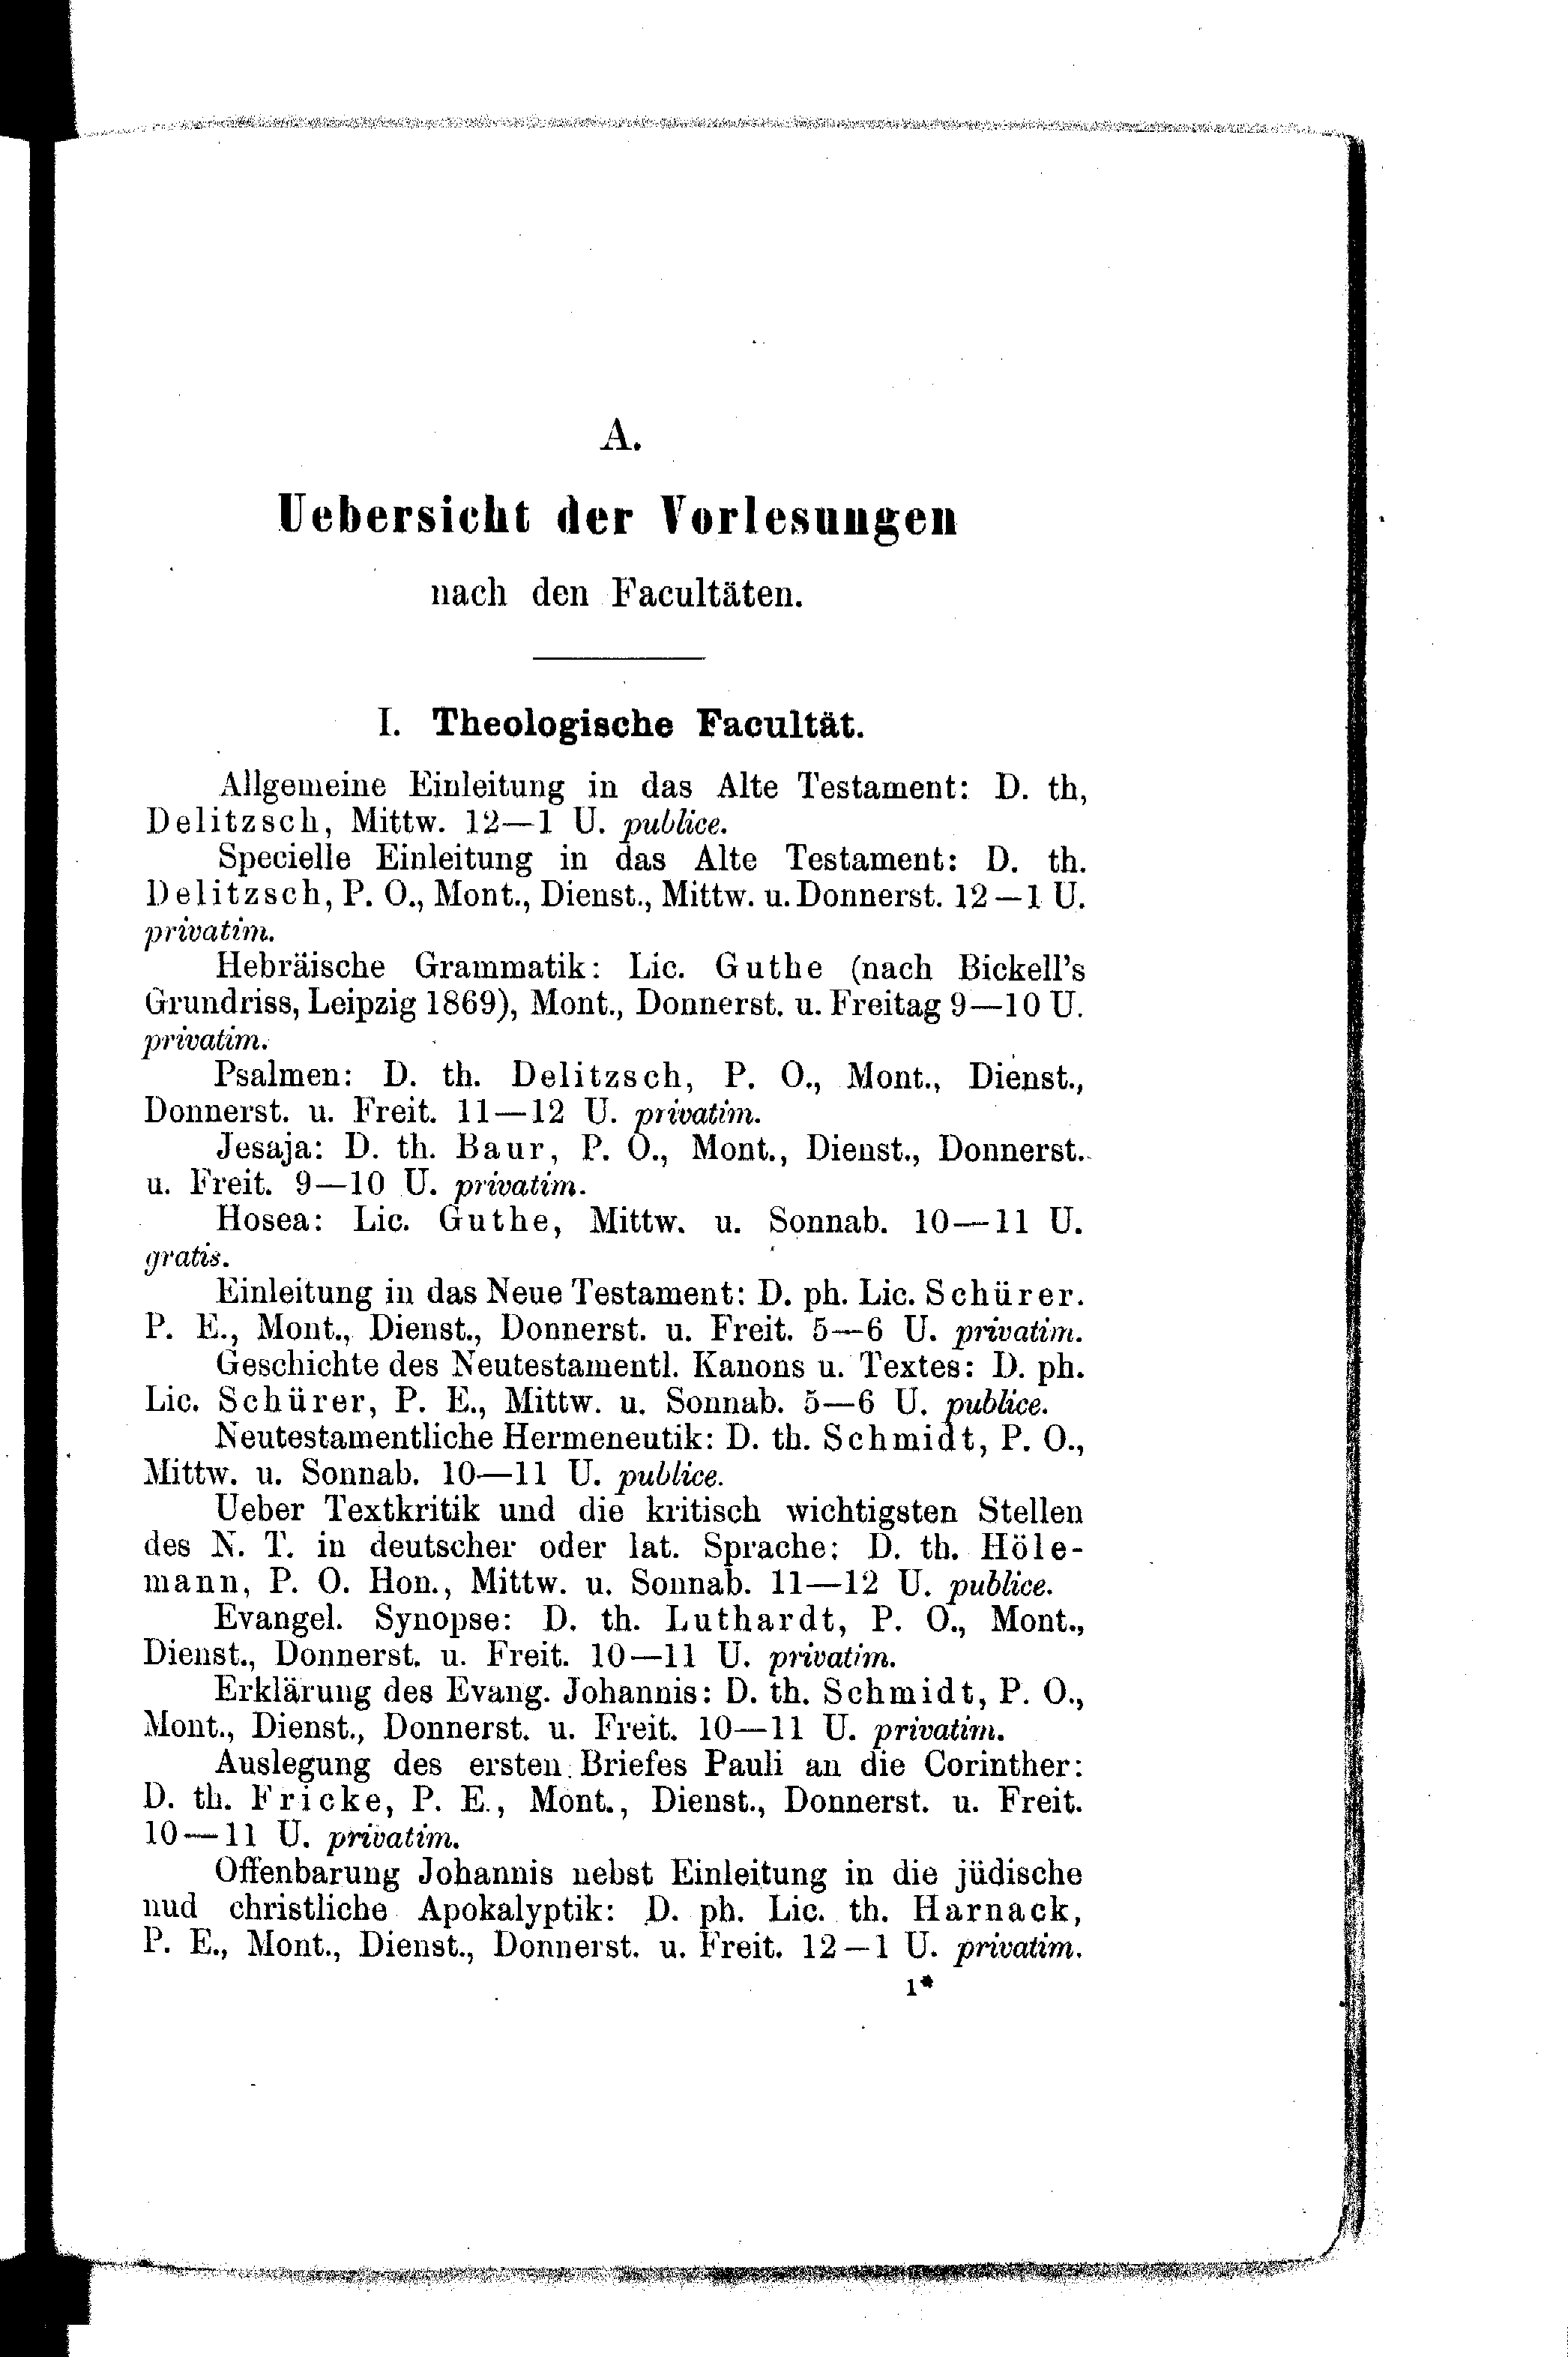 A.
Uebersicht der Vorlesungen
nach den Facultäten.
I. Theologische Facultät.
Allgemeine Einleitung in das Alte Testament: D. th,
Delitzsch, Mittw. 12—1 U. publice.
Specielle Einleitung in das Alte Testament: D. th.
Delitzsch, P. O., Mont., Dienst., Mittw. u. Donnerst. 12—1 U.
privatim.
Hebräische Grammatik: Lic. Guthe (nach Bickell's
Grundriss, Leipzig 1869), Mont., Donnerst. u. Freitag 9—10 U.
privatim.
Psalmen: D. th. Delitzsch, P. O., Mont., Dienst.,
Donnerst. u. Freit. 11—12 U. privatim.
Jesaja: D. th. Baur, P. O., Mont., Dienst., Donnerst.
u. Freit. 9—10 U. privatim.
Hosea: Lic. Guthe, Mittw. u. Sonnab. 10—11 U.
gratis.
Einleitung in das Neue Testament: D. ph. Lic. Schürer.
P. E., Mont., Dienst., Donnerst. u. Freit. 5—6 U. privatim.
Geschichte des Neutestamentl. Kanons u. Textes: D. ph.
Lic. Schürer, P. E., Mittw. u. Sonnab. 5—6 U. publice.
Neutestamentliche Hermeneutik: D. th. Schmidt, P. O.,
Mittw. u. Sonnab. 10—11 U. publice.
Ueber Textkritik und die kritisch wichtigsten Stellen
des N. T. in deutscher oder lat. Sprache: D. th. Höle-
mann, P. O. Hon., Mittw. u. Sonnab. 11—12 U. publice.
Evangel. Synopse: D. th. Luthardt, P. O., Mont.,
Dienst., Donnerst. u. Freit. 10—11 U. privatim.
Erklärung des Evang. Johannis: D. th. Schmidt, P. O.,
Mont., Dienst., Donnerst. u. Freit. 10—11 U. privatim.
Auslegung des ersten Briefes Pauli an die Corinther:
D. th. Fricke, P. E., Mont., Dienst., Donnerst. u. Freit.
10—11 U. privatim.
Offenbarung Johannis nebst Einleitung in die jüdische
nud christliche Apokalyptik: D. ph. Lic. th. Harnack,
P. E., Mont., Dienst., Donnerst. u. Freit. 12—1 U. privatim.
1*